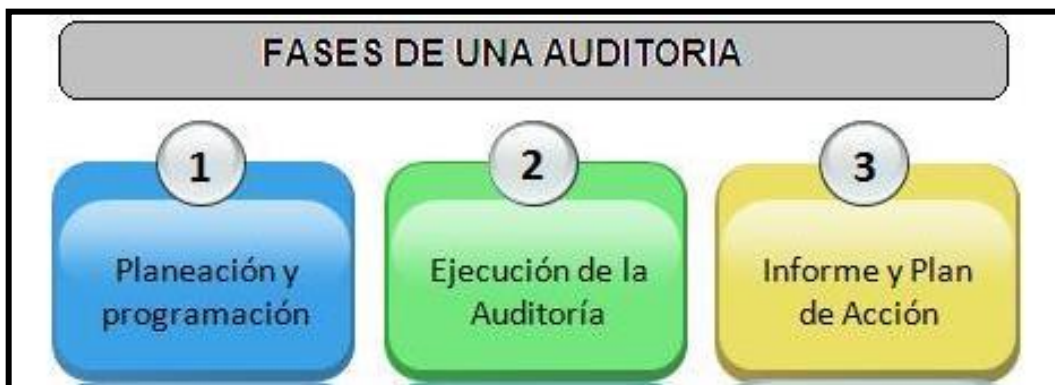 FASES DE UNA AUDITORIA
1
2
3
Planeación y
programación
Ejecución de la
Auditoría
Informe y Plan
de Acción